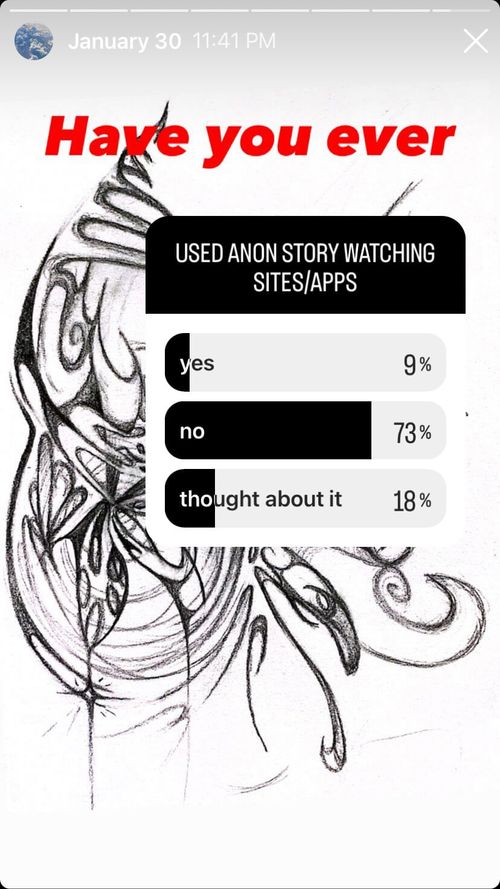 January 30 11:41 PM
Have you ever
USED ANON STORY WATCHING
SITES/APPS
yes 9%
no 73%
thought about it 18%